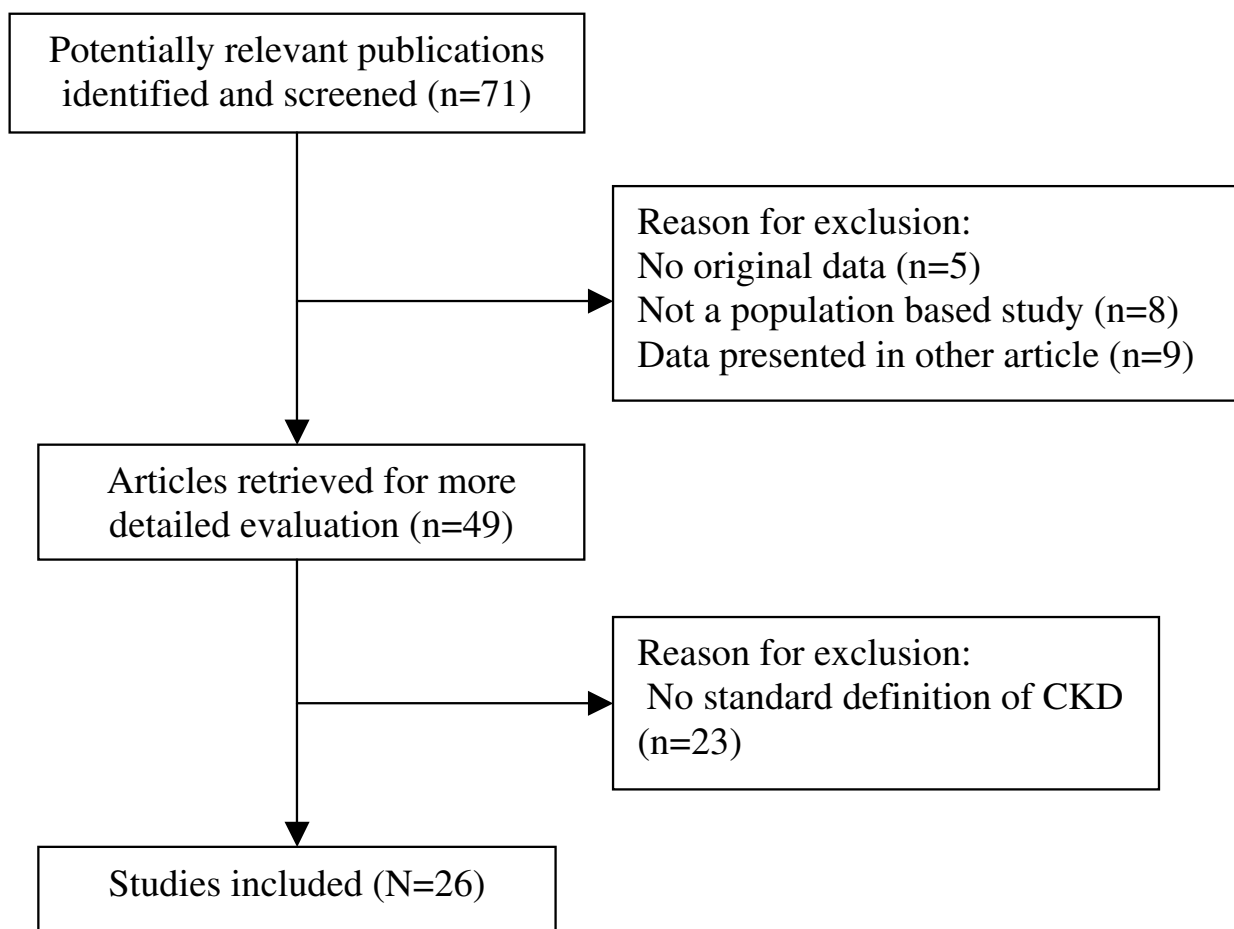 Potentially relevant publications
identified and screened (n=71)
Reason for exclusion:
No original data (n=5)
Not a population based study (n=8)
Data presented in other article (n=9)
Articles retrieved for more
detailed evaluation (n=49)
Reason for exclusion:
No standard definition of CKD
(n=23)
Studies included (N=26)